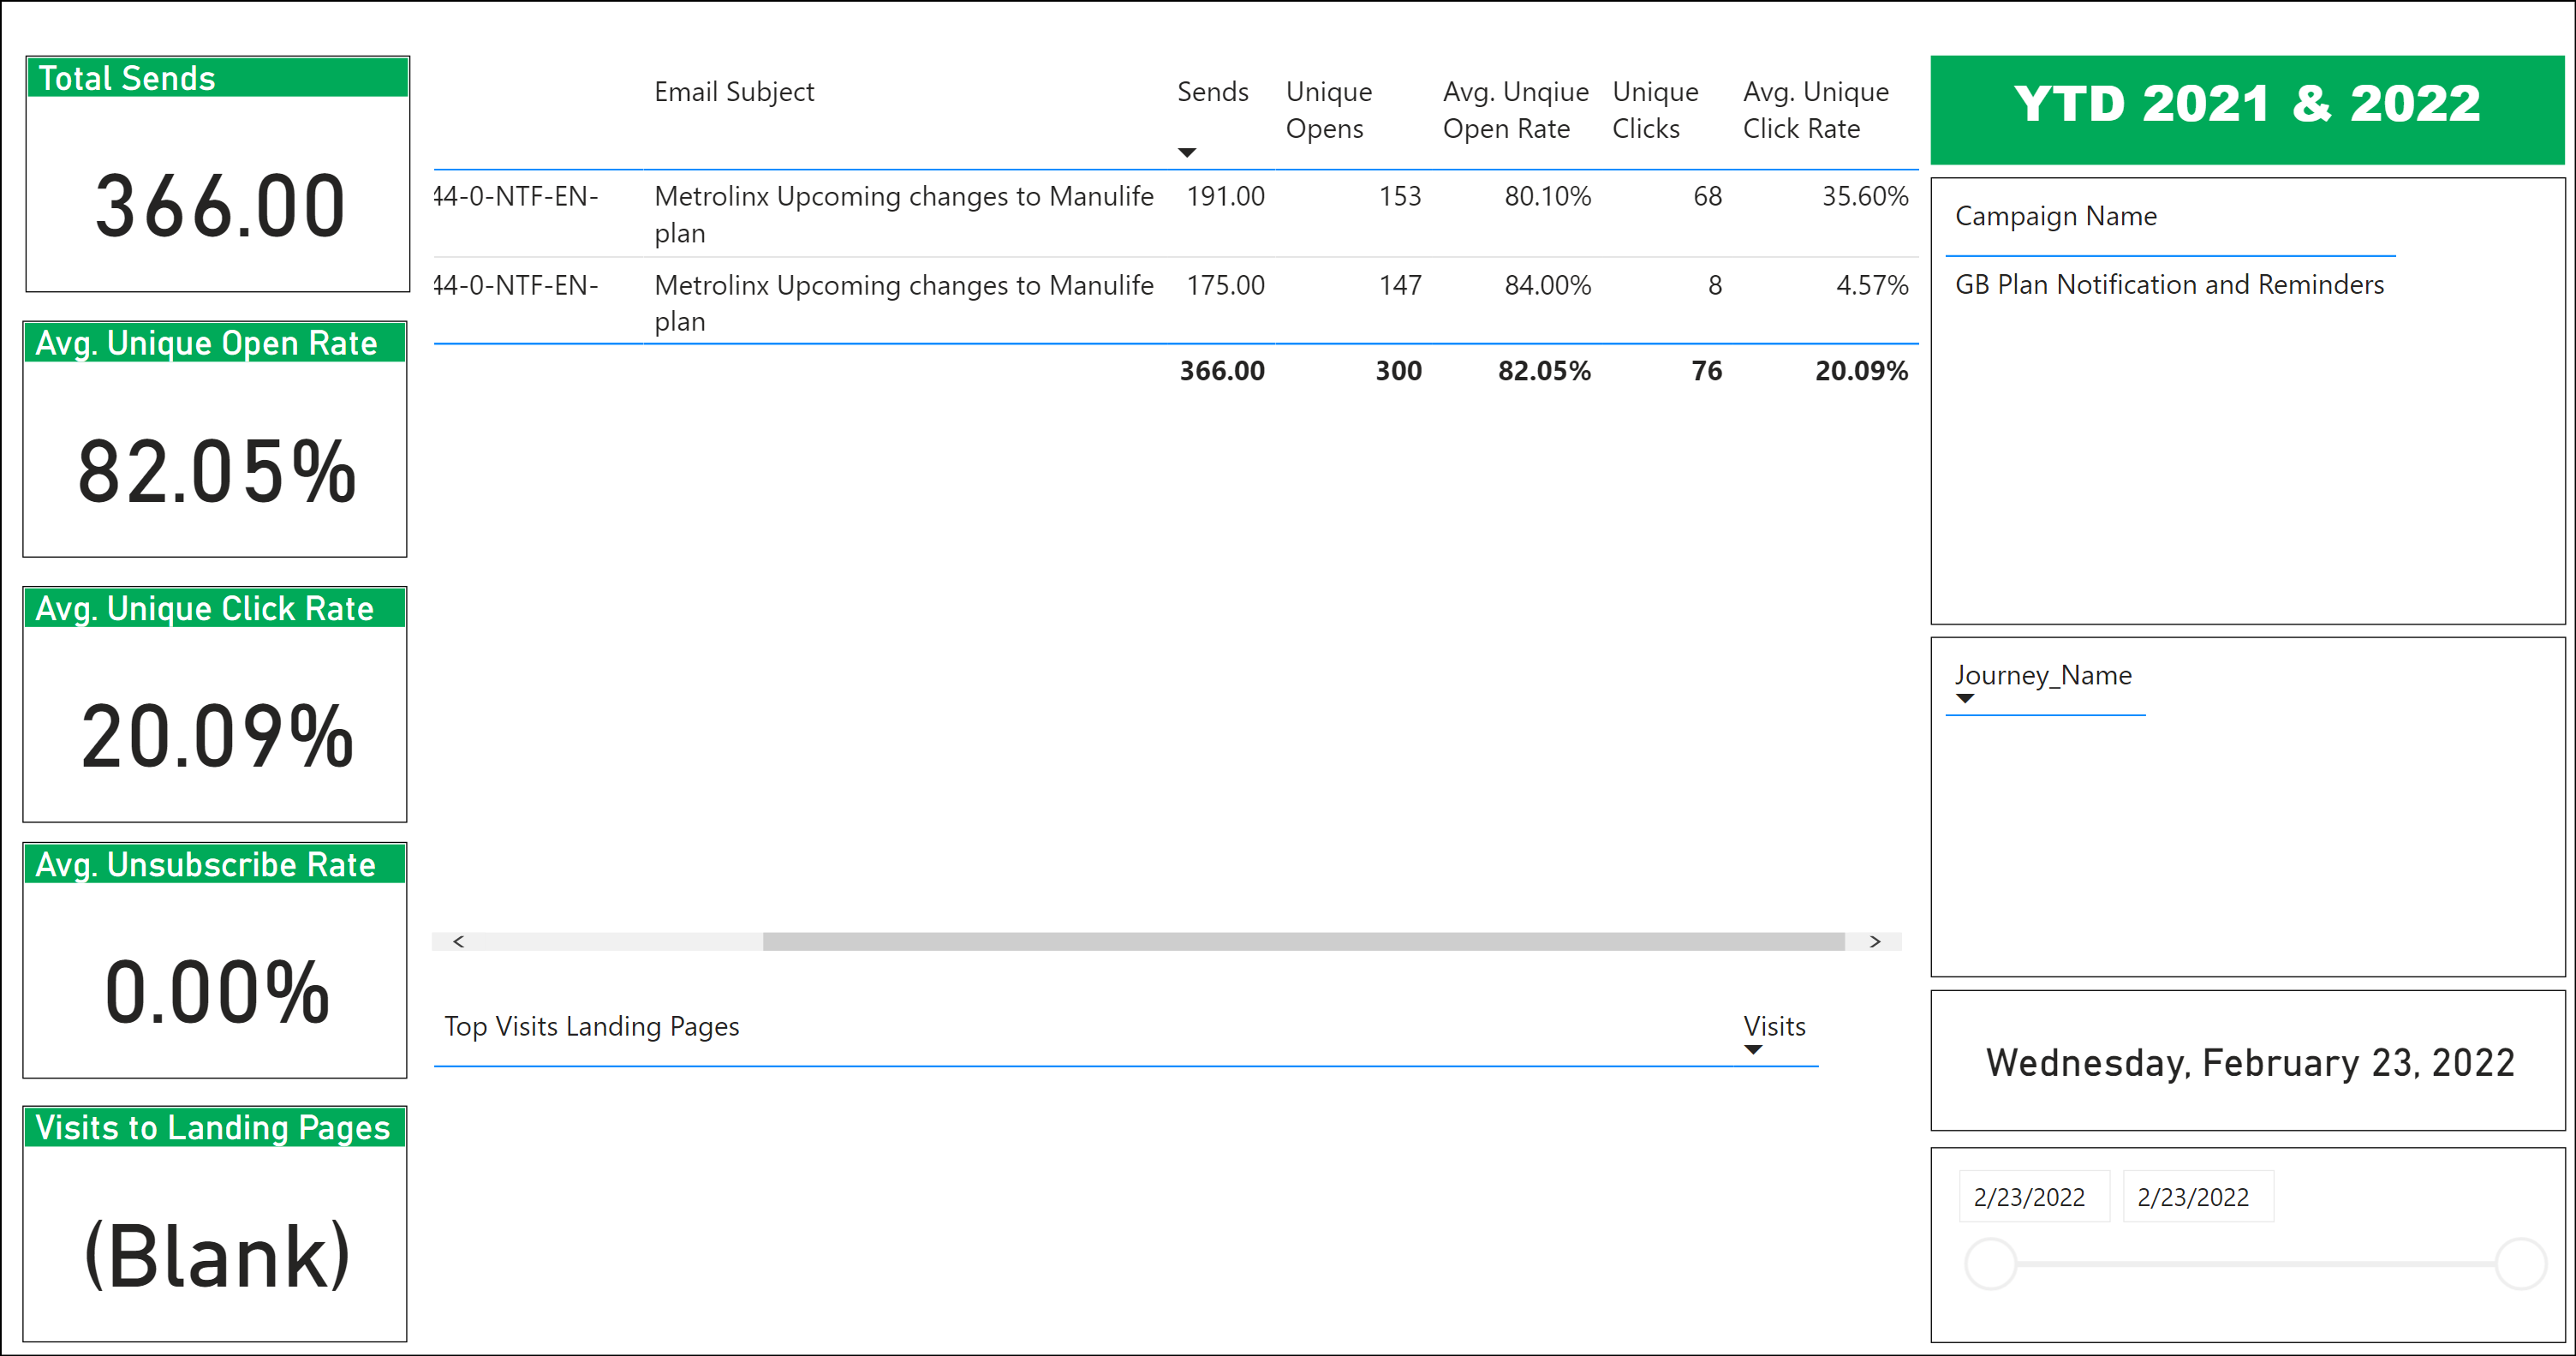 Total Sends
366.00
Avg. Unique Open Rate
82.05%
Avg. Unique Click Rate
20.09%
Avg. Unsubscribe Rate
0.00%
Visits to Landing Pages
(Blank)
Email Subject Sends Unique Opens Avg. Unqiue Open Rate Unique Clicks Avg. Unique Click Rate
44-0-NTF-EN- Metrolinx Upcoming changes to Manulife plan 191.00 153 80.10% 68 35.60%
44-0-NTF-EN- Metrolinx Upcoming changes to Manulife plan 175.00 147 84.00% 8 4.57%
366.00 300 82.05% 76 20.09%
Top Visits Landing Pages Visits
YTD 2021 & 2022
Campaign Name
GB Plan Notification and Reminders
Journey_Name
Wednesday, February 23, 2022
2/23/2022 2/23/2022